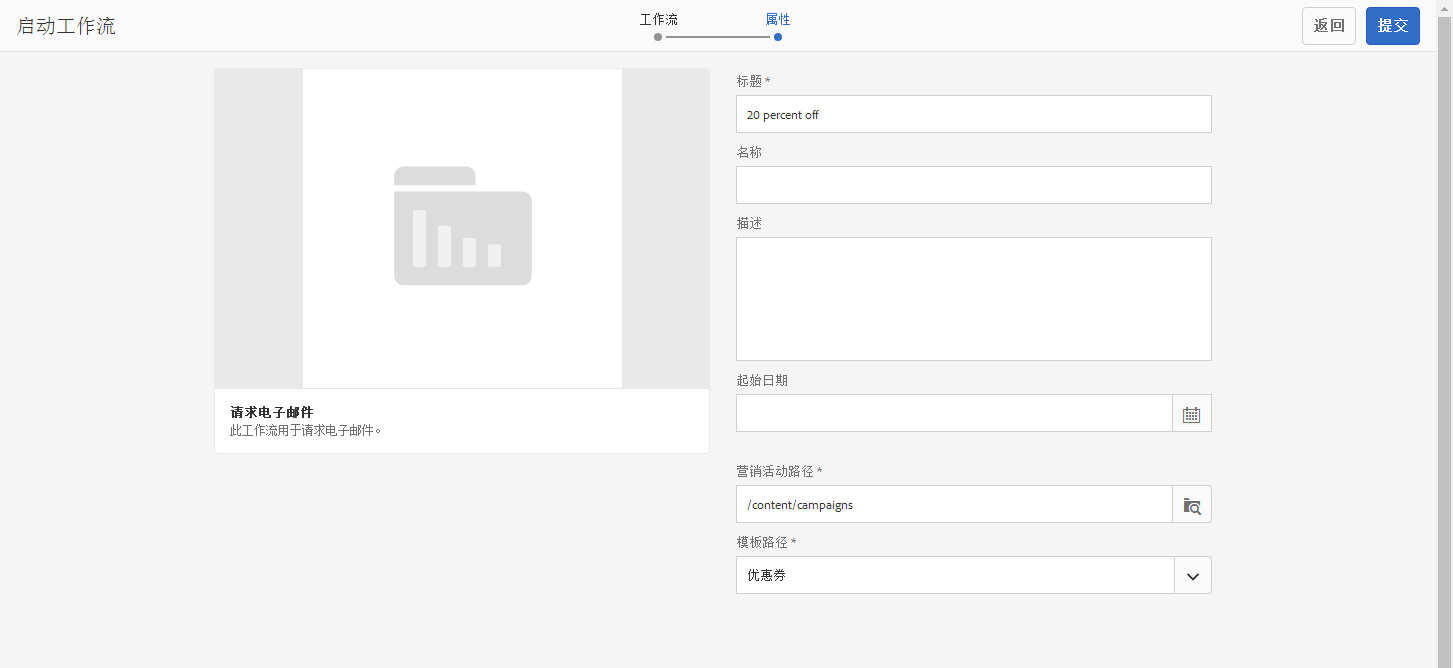 启动工作流
工作流
属性
返回
提交
标题 *
20 percent off
名称
描述
起始日期
营销活动路径 *
/content/campaigns
模板路径 *
优惠券
请求电子邮件
此工作流用于请求电子邮件。